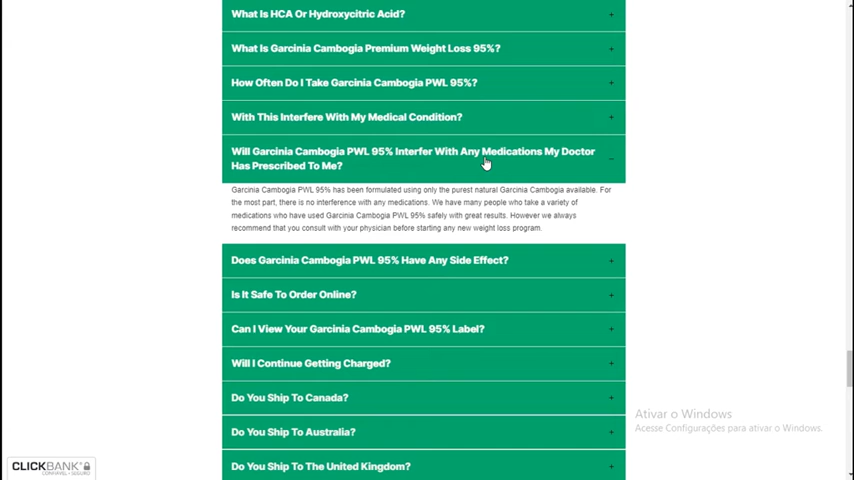 What Is HCA Or Hydroxycitric Acid?
What Is Garcinia Cambogia Premium Weight Loss 95%?
How Often Do I Take Garcinia Cambogia PWL 95%?
With This Interfere With My Medical Condition?
Will Garcinia Cambogia PWL 95% Interfer With Any Medications My Doctor
Has Prescribed To Me?
Garcinia Cambogia PWL 95% has been formulated using only the purest natural Garcinia Cambogia available. For
the most part, there is no interference with any medications. We have many people who take a variety of
medications who have used Garcinia Cambogia PWL 95% safely with great results. However we always
recommend that you consult with your physician before starting any new weight loss program.
Does Garcinia Cambogia PWL 95% Have Any Side Effect?
Is It Safe To Order Online?
Can I View Your Garcinia Cambogia PWL 95% Label?
Will I Continue Getting Charged?
Do You Ship To Canada?
Do You Ship To Australia?
Do You Ship To The United Kingdom?
Ativar o Windows
Acesse Configurações para ativar o Windows.
CLICKBANK®